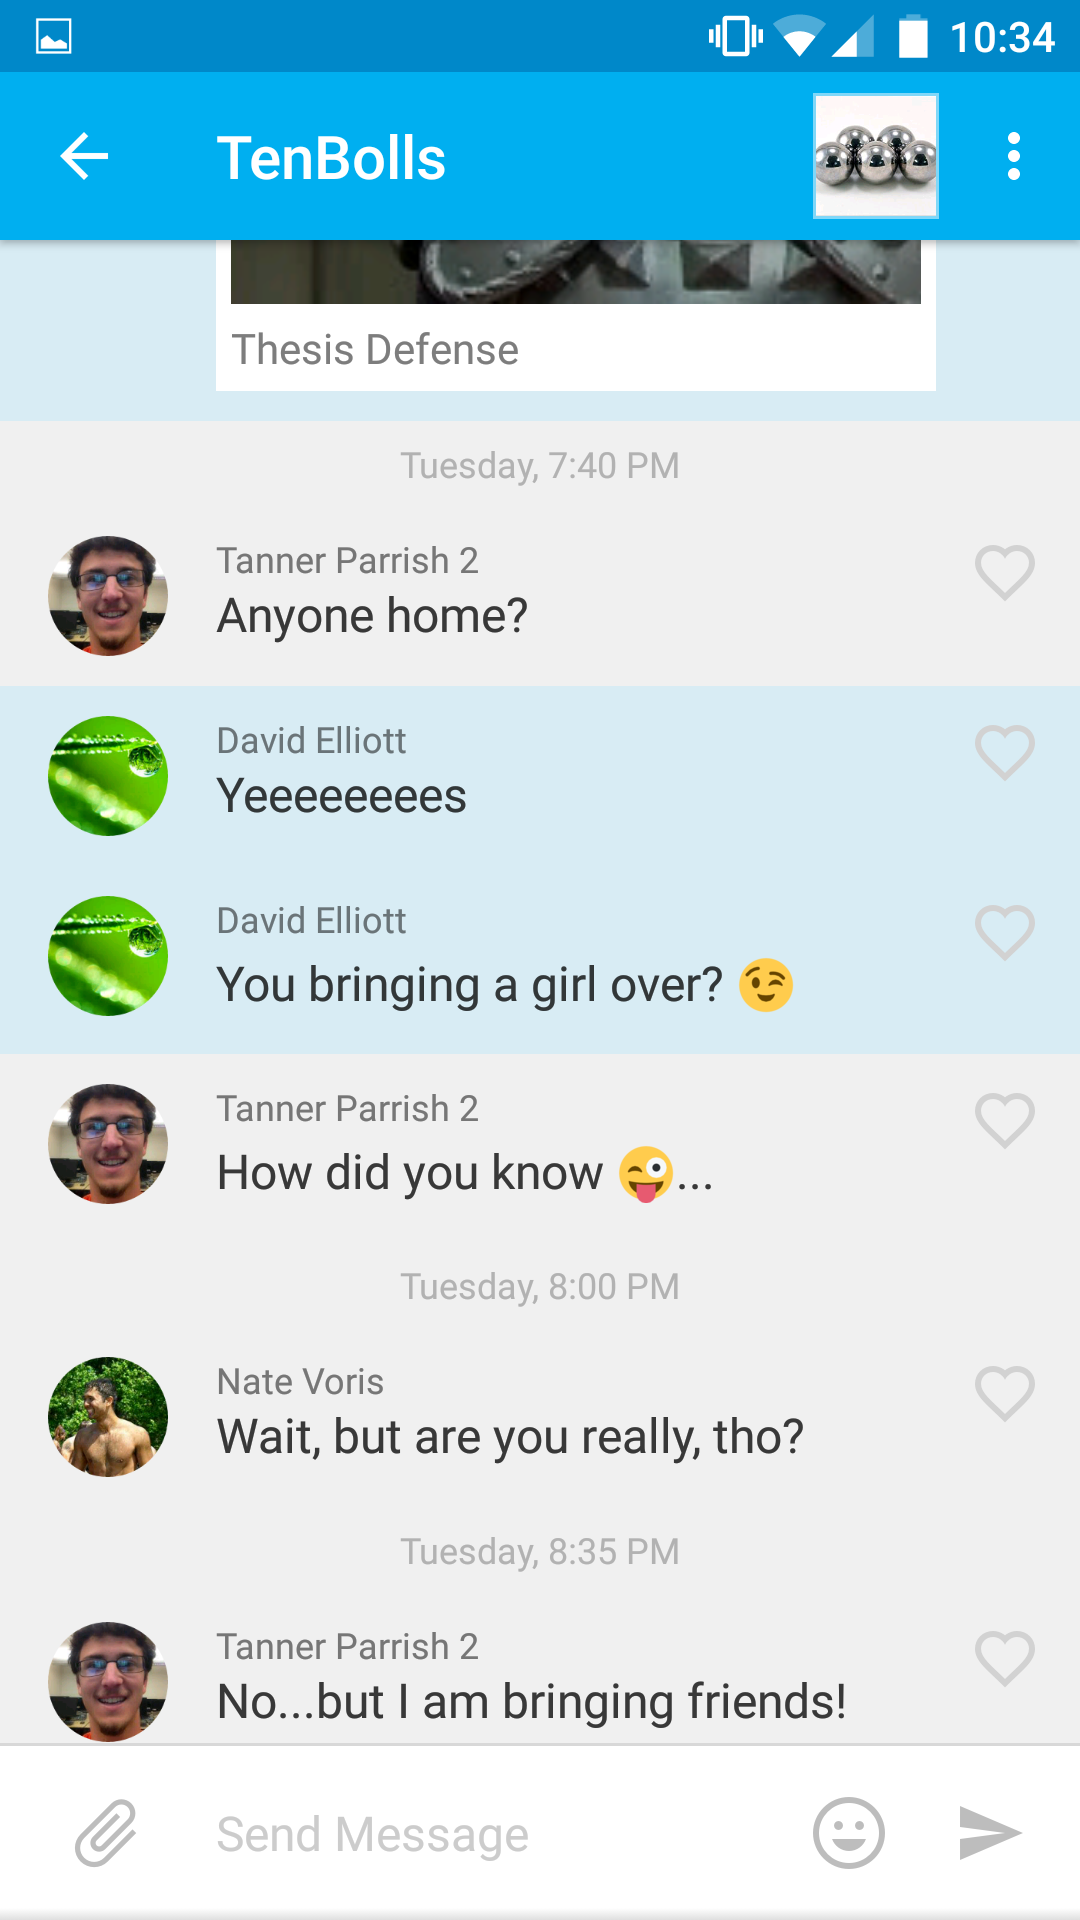 10:34
TenBolls
Thesis Defense
Tuesday, 7:40 PM
Tanner Parrish 2
Anyone home?
David Elliott
Yeeeeeeees
David Elliott
You bringing a girl over? 😉
Tanner Parrish 2
How did you know 😜...
Tuesday, 8:00 PM
Nate Voris
Wait, but are you really, tho?
Tuesday, 8:35 PM
Tanner Parrish 2
No...but I am bringing friends!
Send Message